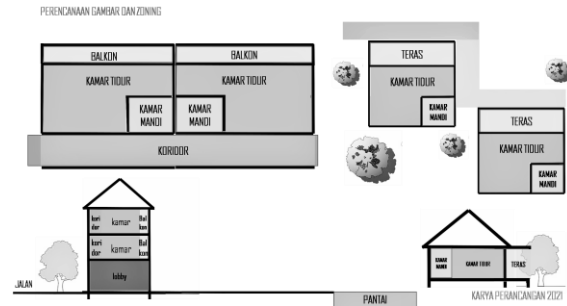 PERENCANAAN GAMBAR DAN ZONING
BALKON
BALKON
KAMAR TIDUR
KAMAR TIDUR
KAMAR
MANDI
KAMAR
MANDI
KORIDOR
TERAS
KAMAR TIDUR
KAMAR
MANDI
TERAS
KAMAR TIDUR
KAMAR
MANDI
kori
dor
kamar
Bal
kon
kori
dor
kamar
Bal
kon
lobby
JALAN
PANTAI
KAMAR
MANDI
KAMAR TIDUR
TERAS
KARYA PERANCANGAN 2021